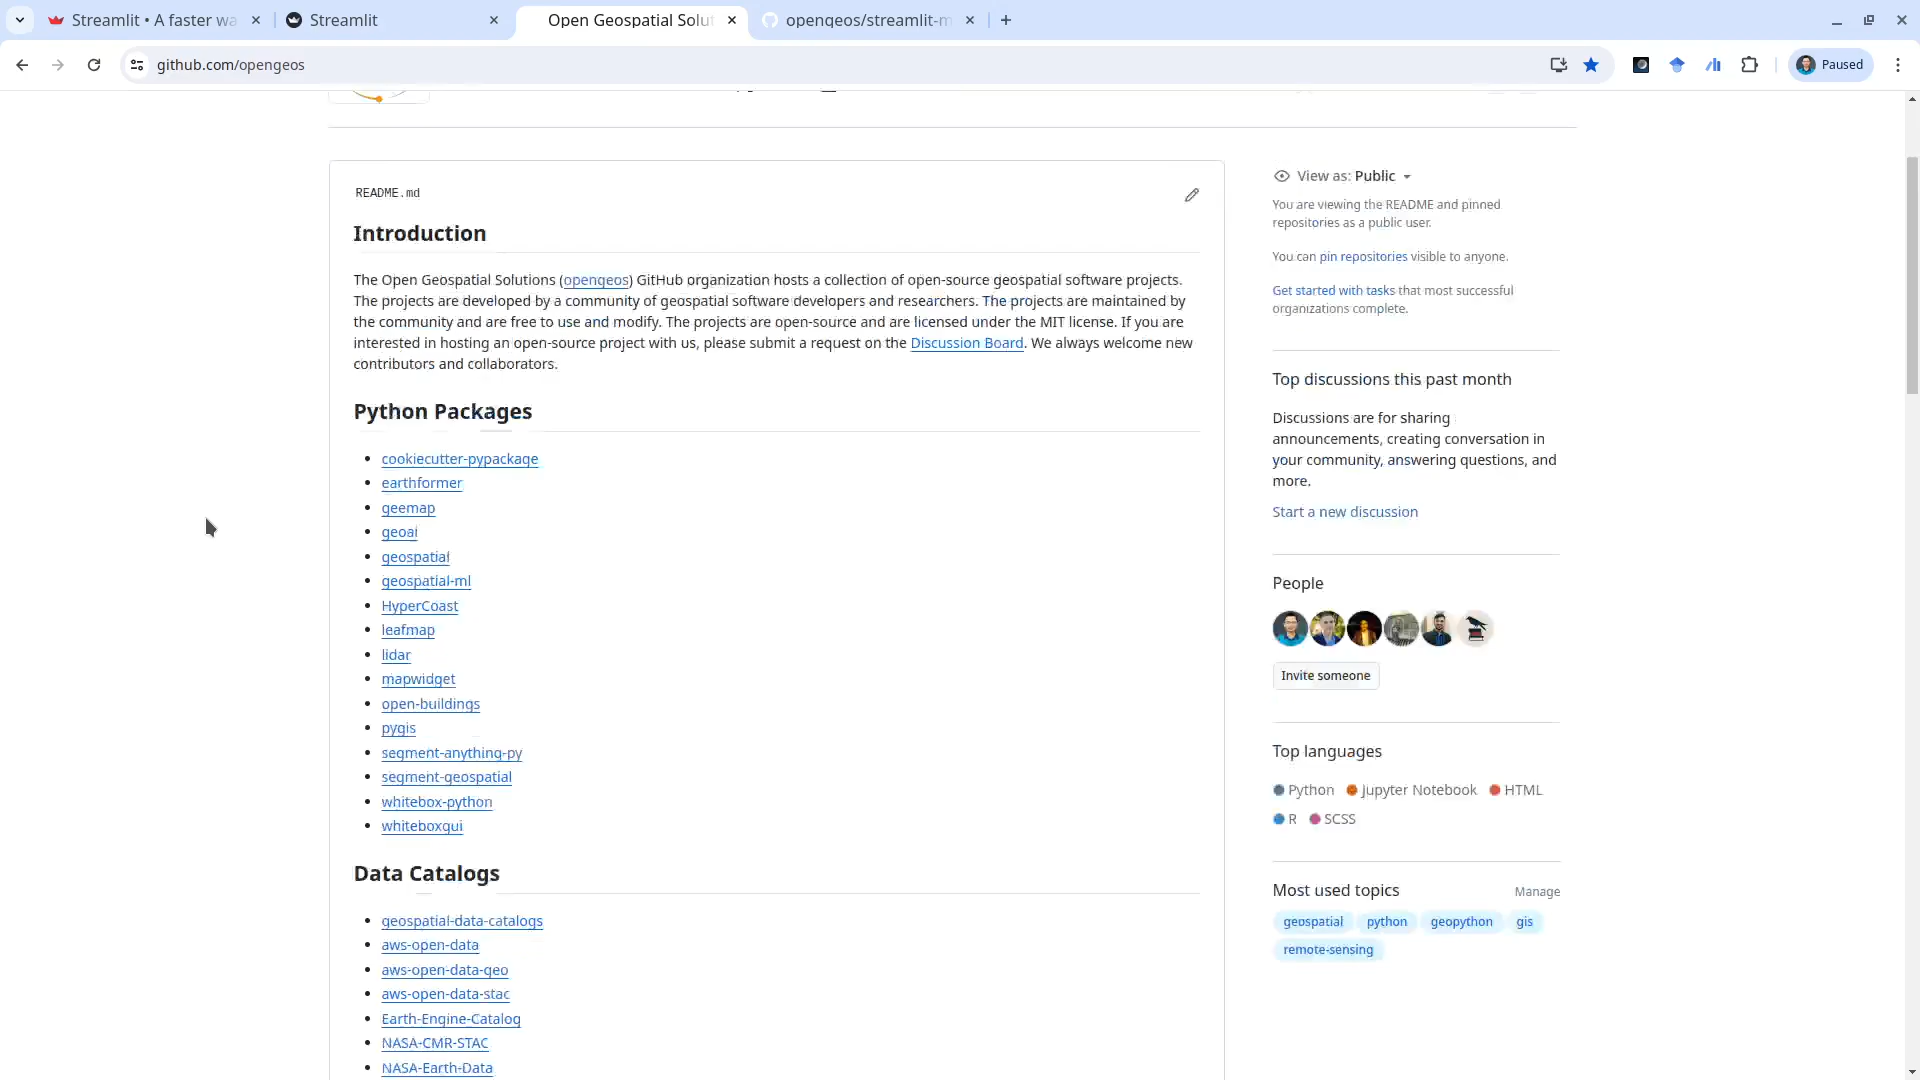 Streamlit • A faster wa
Streamlit
Open Geospatial Solut
opengeos/streamlit-m
github.com/opengeos
Paused
README.md
Introduction
The Open Geospatial Solutions (opengeos) GitHub organization hosts a collection of open-source geospatial software projects.
The projects are developed by a community of geospatial software developers and researchers. The projects are maintained by
the community and are free to use and modify. The projects are open-source and are licensed under the MIT license. If you are
interested in hosting an open-source project with us, please submit a request on the Discussion Board. We always welcome new
contributors and collaborators.
Python Packages
cookiecutter-pypackage
earthformer
geemap
geoai
geospatial
geospatial-ml
HyperCoast
leafmap
lidar
mapwidget
open-buildings
pygis
segment-anything-py
segment-geospatial
whitebox-python
whiteboxgui
Data Catalogs
geospatial-data-catalogs
aws-open-data
aws-open-data-geo
aws-open-data-stac
Earth-Engine-Catalog
NASA-CMR-STAC
NASA-Earth-Data
View as: Public
You are viewing the README and pinned
repositories as a public user.
You can pin repositories visible to anyone.
Get started with tasks that most successful
organizations complete.
Top discussions this past month
Discussions are for sharing
announcements, creating conversation in
your community, answering questions, and
more.
Start a new discussion
People
Invite someone
Top languages
Python Jupyter Notebook HTML
R SCSS
Most used topics Manage
geospatial python geopython gis
remote-sensing